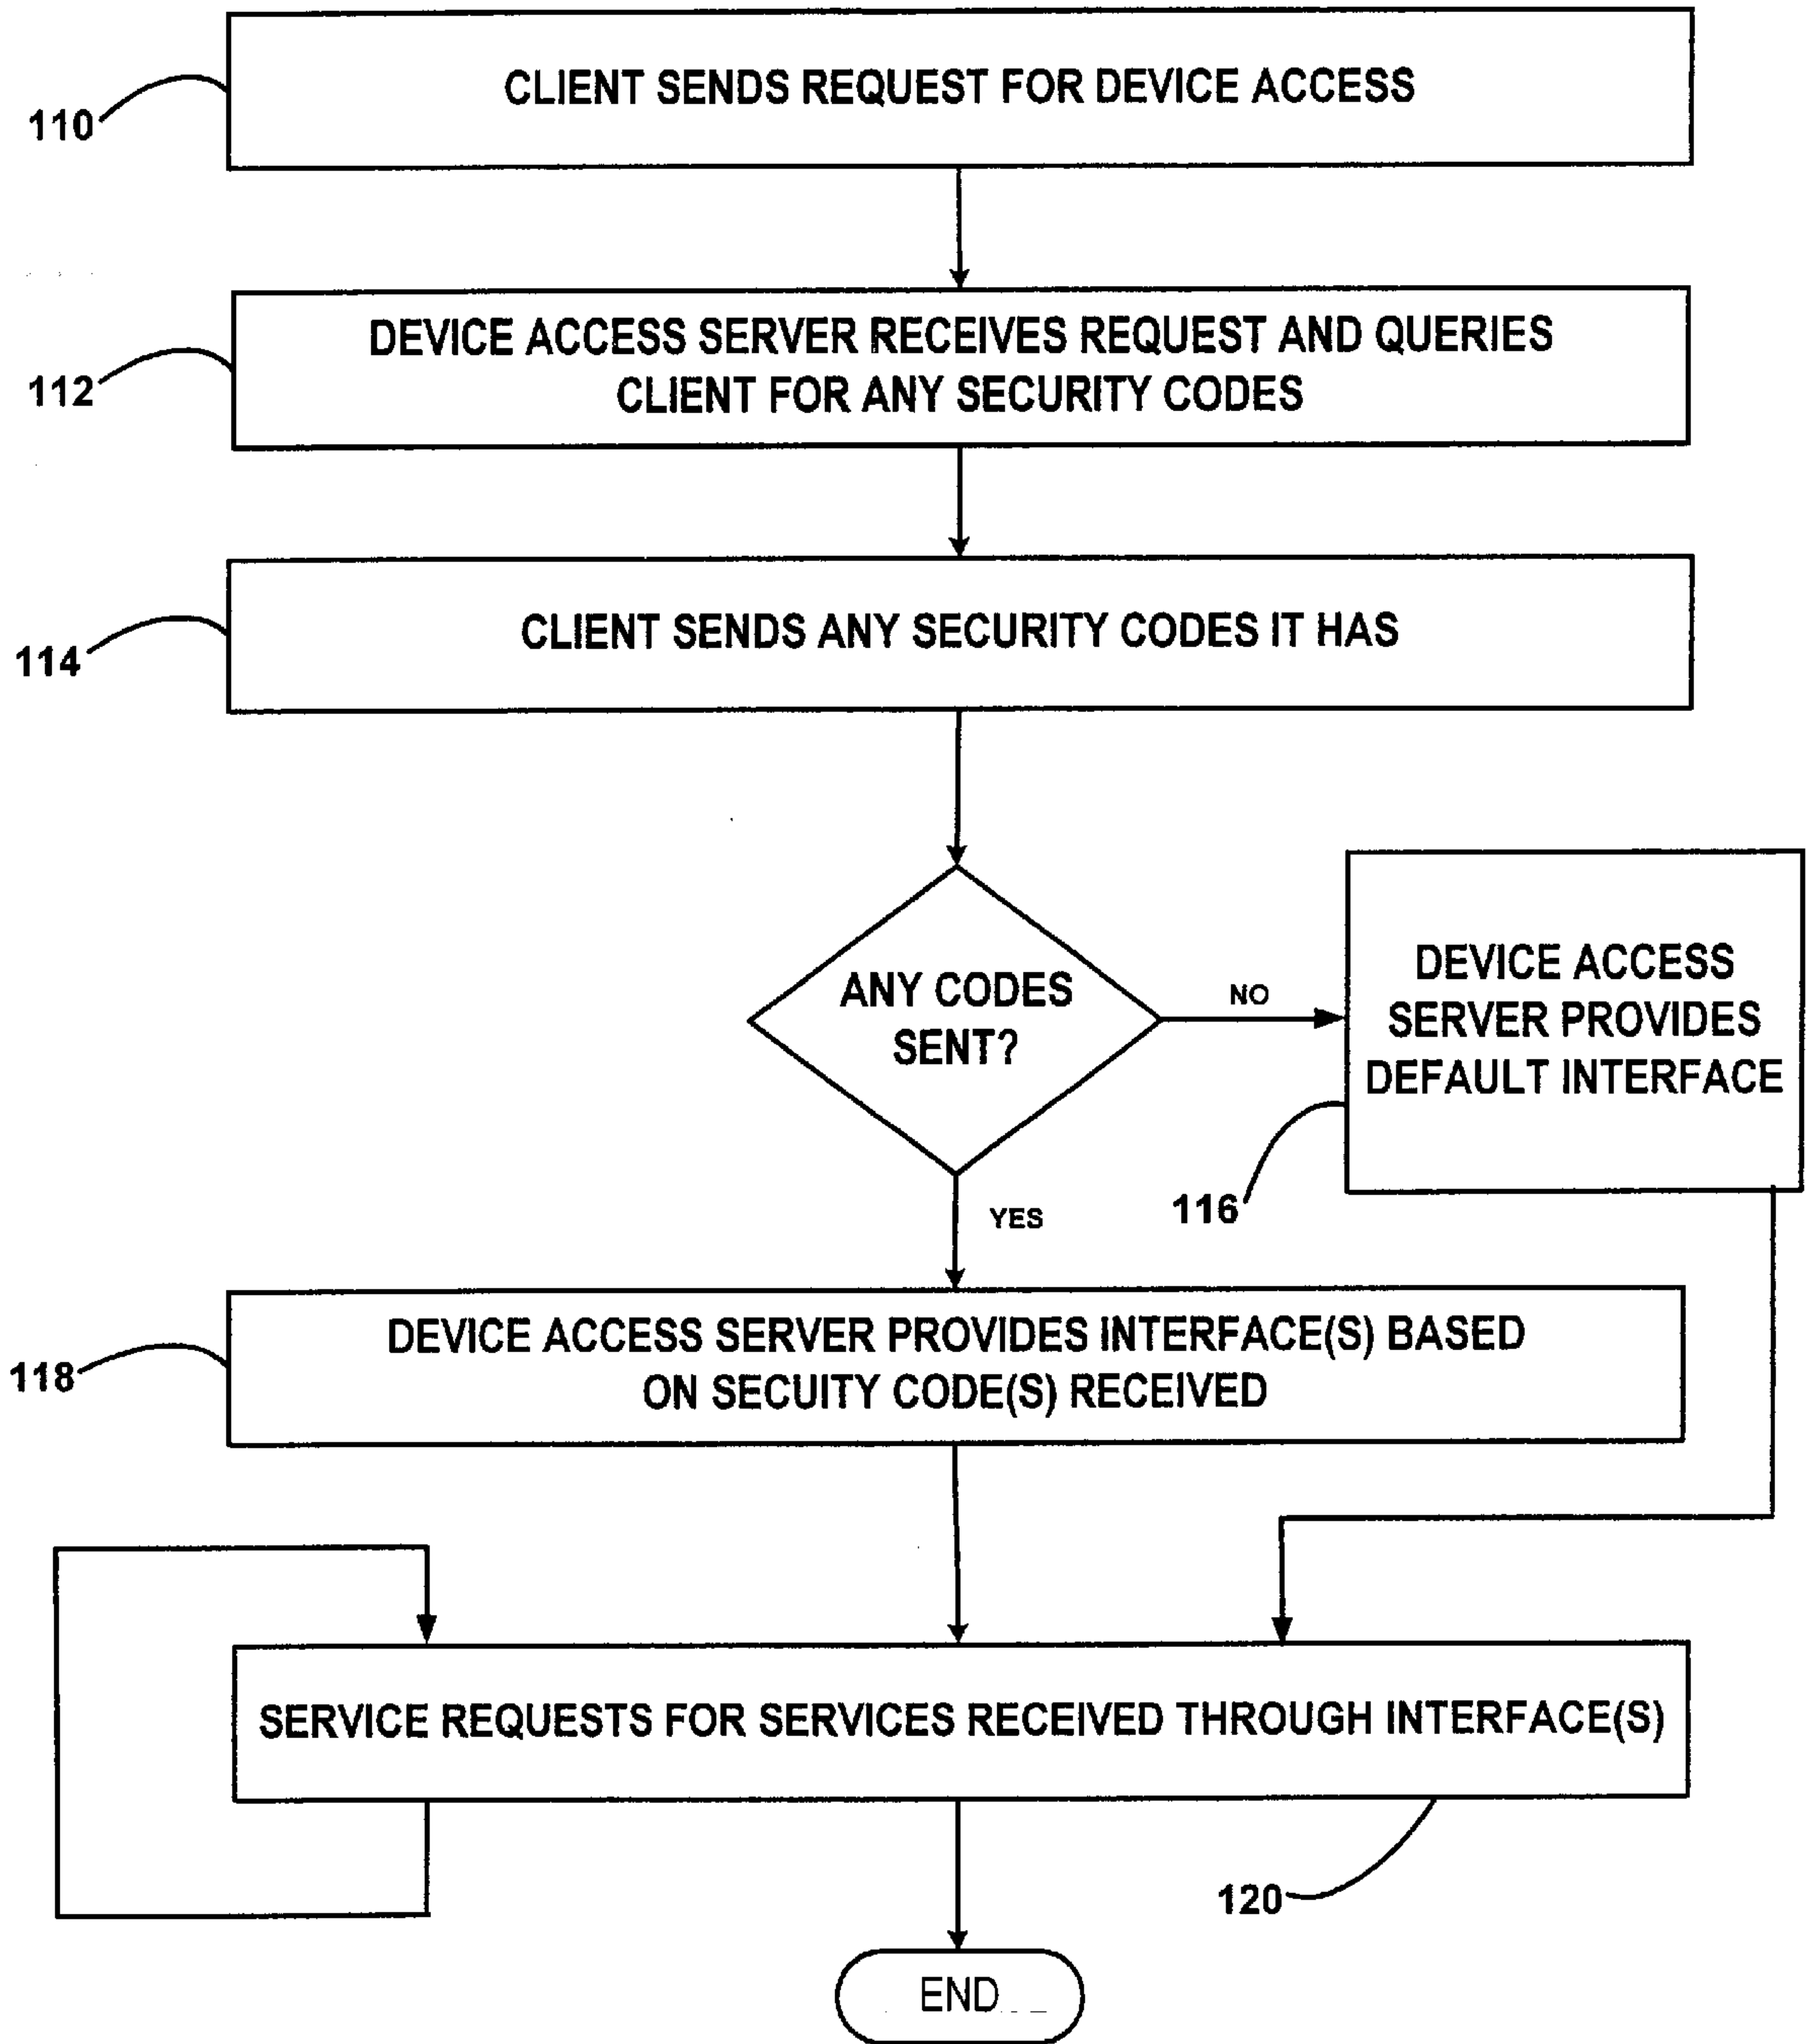 CLIENT SENDS REQUEST FOR DEVICE ACCESS
110
DEVICE ACCESS SERVER RECEIVES REQUEST AND QUERIES
CLIENT FOR ANY SECURITY CODES
112
CLIENT SENDS ANY SECURITY CODES IT HAS
114
ANY CODES
SENT?
NO
DEVICE ACCESS
SERVER PROVIDES
DEFAULT INTERFACE
116
YES
DEVICE ACCESS SERVER PROVIDES INTERFACE(S) BASED
ON SECUITY CODE(S) RECEIVED
118
SERVICE REQUESTS FOR SERVICES RECEIVED THROUGH INTERFACE(S)
120
END